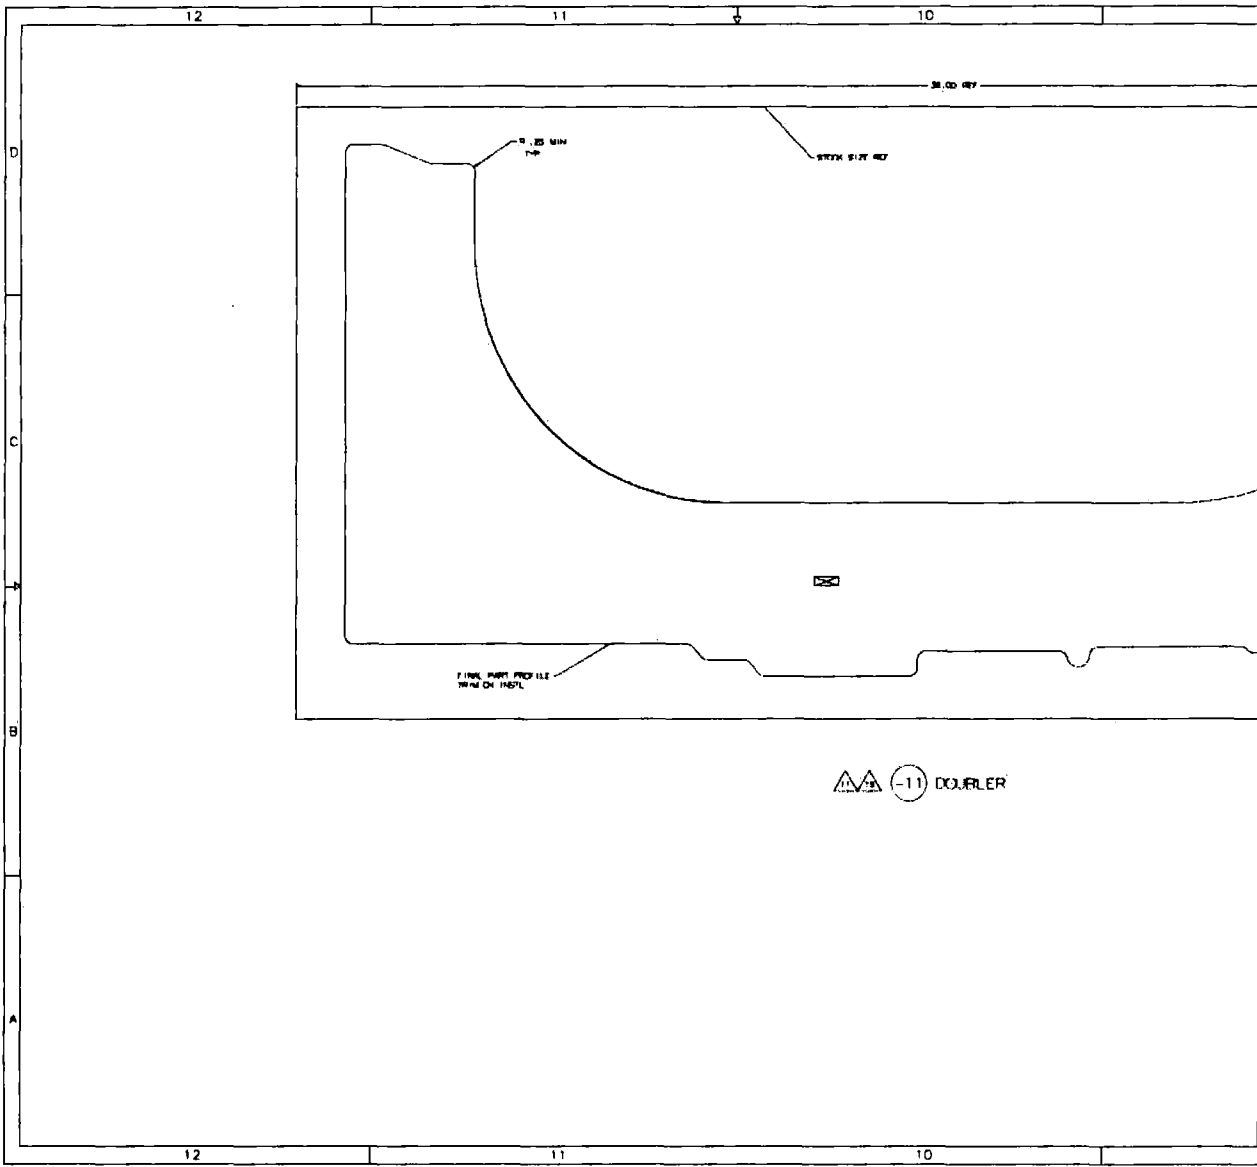 12 11 10
38.00 REF
D
R .25 MIN
TYP
STOCK SIZE REF
C
FINAL PART PROFILE
TRIM ON INSTL
B
-11 DOUBLER
A
12 11 10